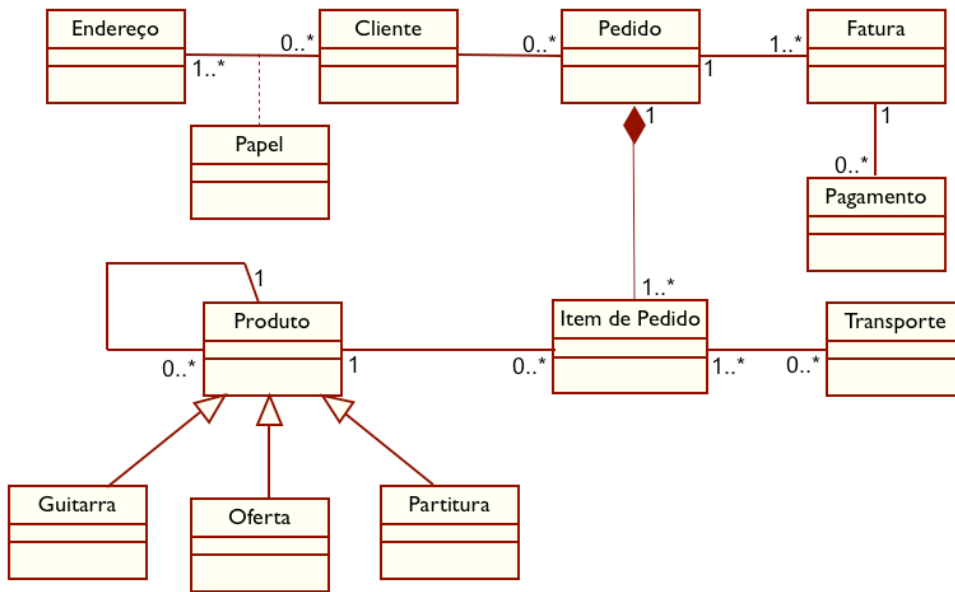 Endereço
1..*
0..*
Cliente
0..*
Pedido
1
1
1..*
Fatura
1
0..*
Pagamento
Papel
1
Produto
0..*
1
1..*
Item de Pedido
0..*
1..*
Transporte
0..*
Guitarra
Oferta
Partitura